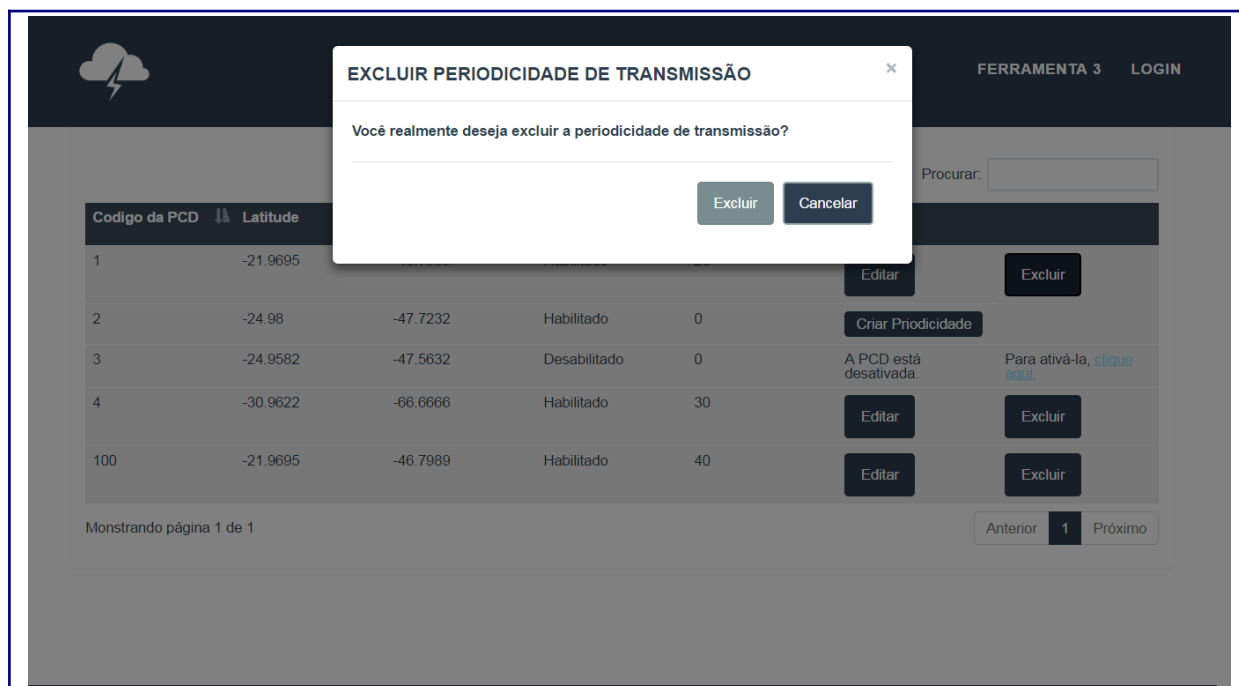 EXCLUIR PERIODICIDADE DE TRANSMISSÃO ×
FERRAMENTA 3 LOGIN
Você realmente deseja excluir a periodicidade de transmissão?
Excluir Cancelar
Procurar:
Codigo da PCD Latitude
1 -21.9695 Editar Excluir
2 -24.98 -47.7232 Habilitado 0 Criar Priodicidade
3 -24.9582 -47.5632 Desabilitado 0 A PCD está Para ativá-la, clique
desativada. aqui.
4 -30.9622 -66.6666 Habilitado 30 Editar Excluir
100 -21.9695 -46.7989 Habilitado 40 Editar Excluir
Monstrando página 1 de 1 Anterior 1 Próximo